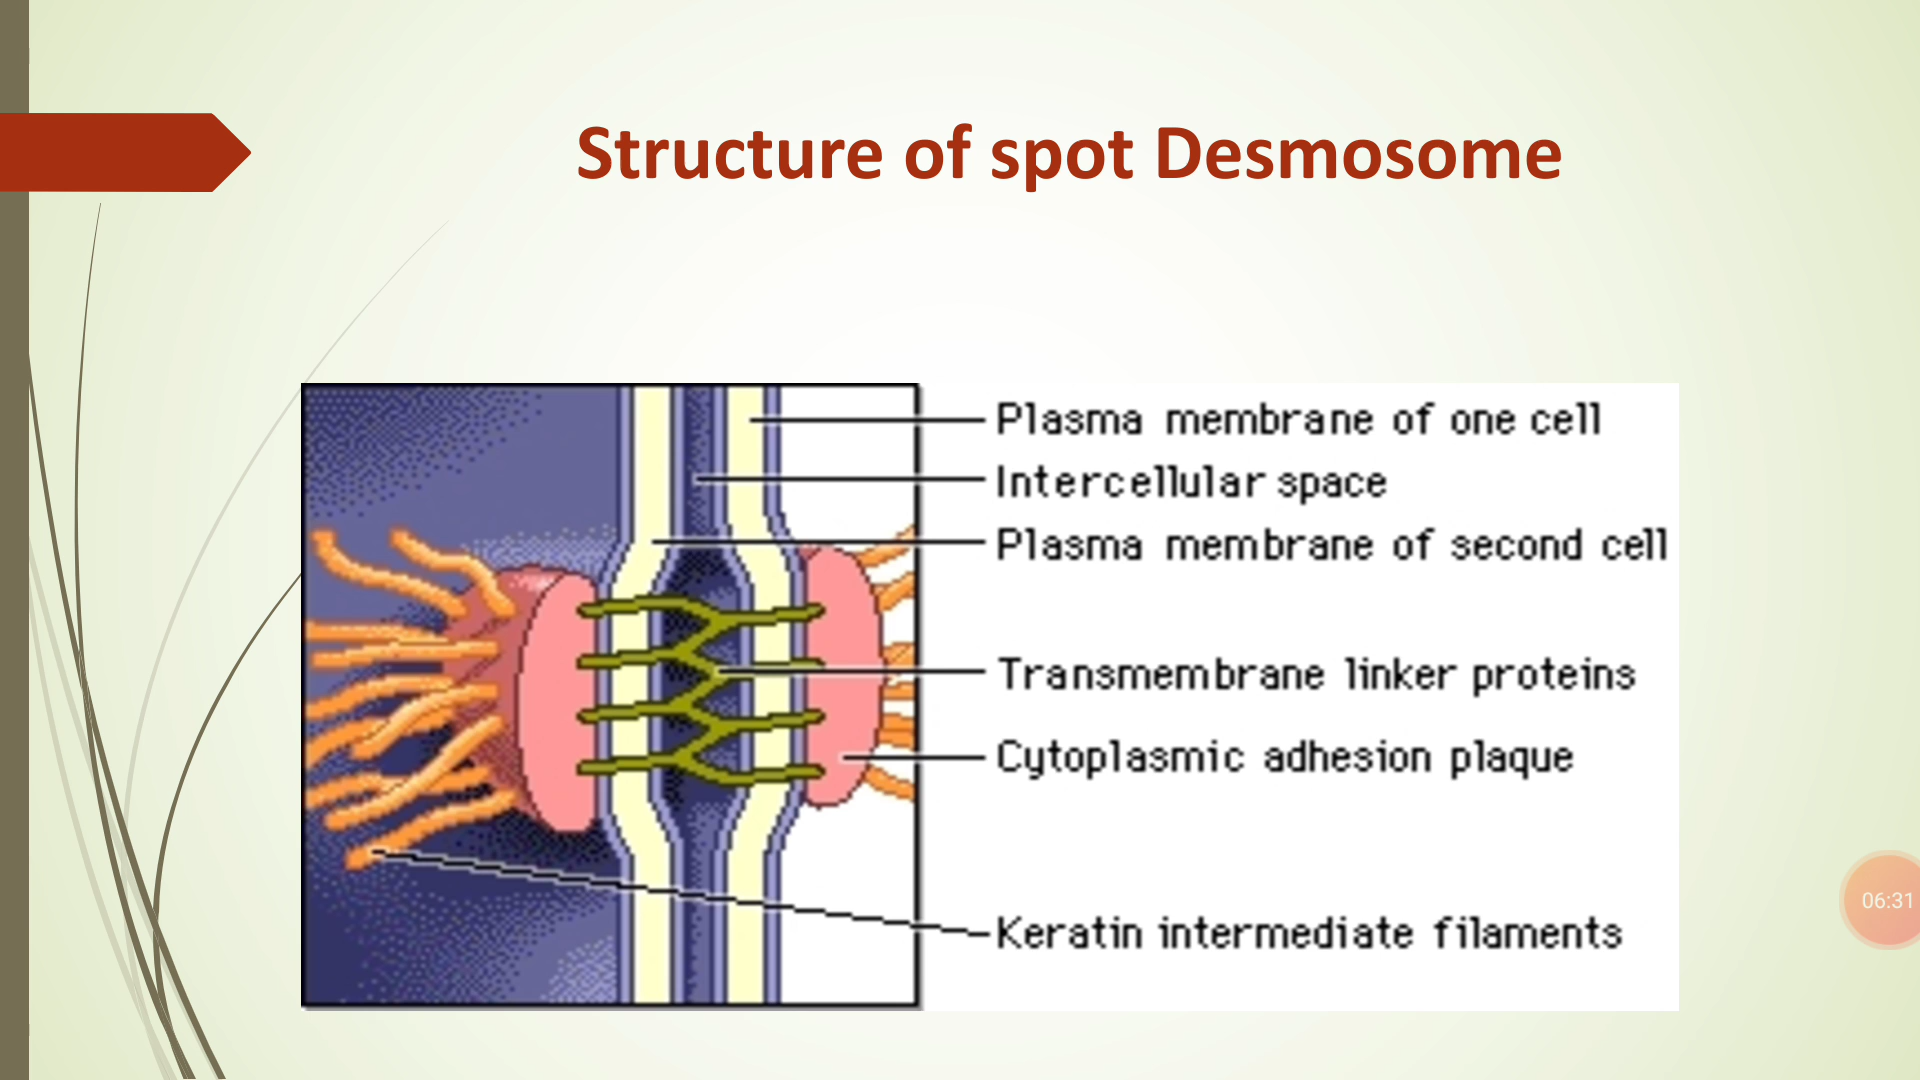 Structure of spot Desmosome
Plasma membrane of one cell
Intercellular space
Plasma membrane of second cell
Transmembrane linker proteins
Cytoplasmic adhesion plaque
06:31
Keratin intermediate filaments